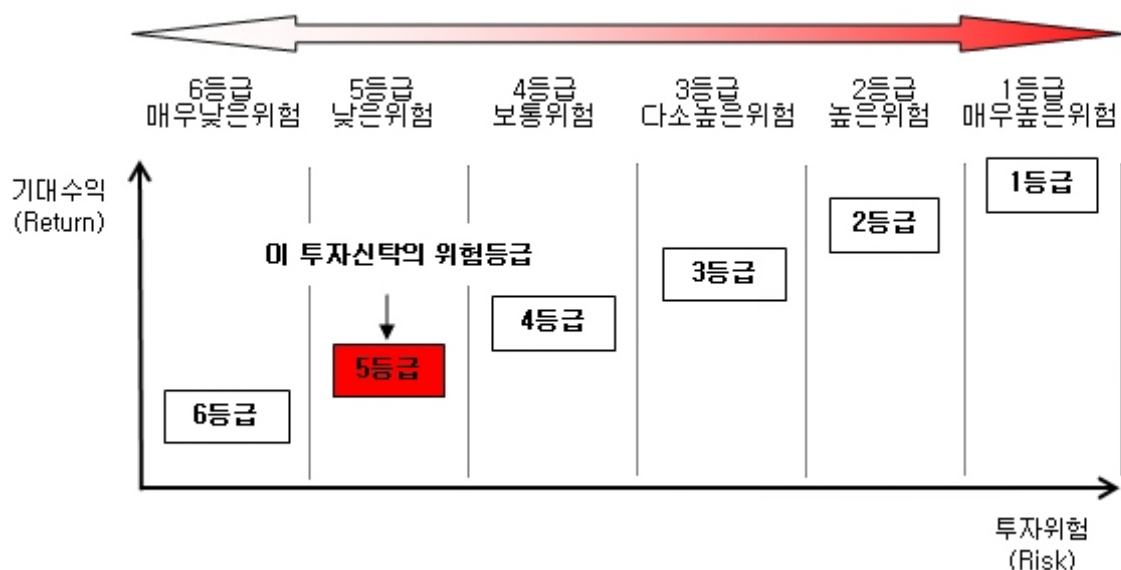 6등급 5등급 4등급 3등급 2등급 1등급
매우낮은위험 낮은위험 보통위험 다소높은위험 높은위험 매우높은위험
기대수익
(Return)
1등급
2등급
이 투자신탁의 위험등급
3등급
4등급
5등급
6등급
투자위험
(Risk)